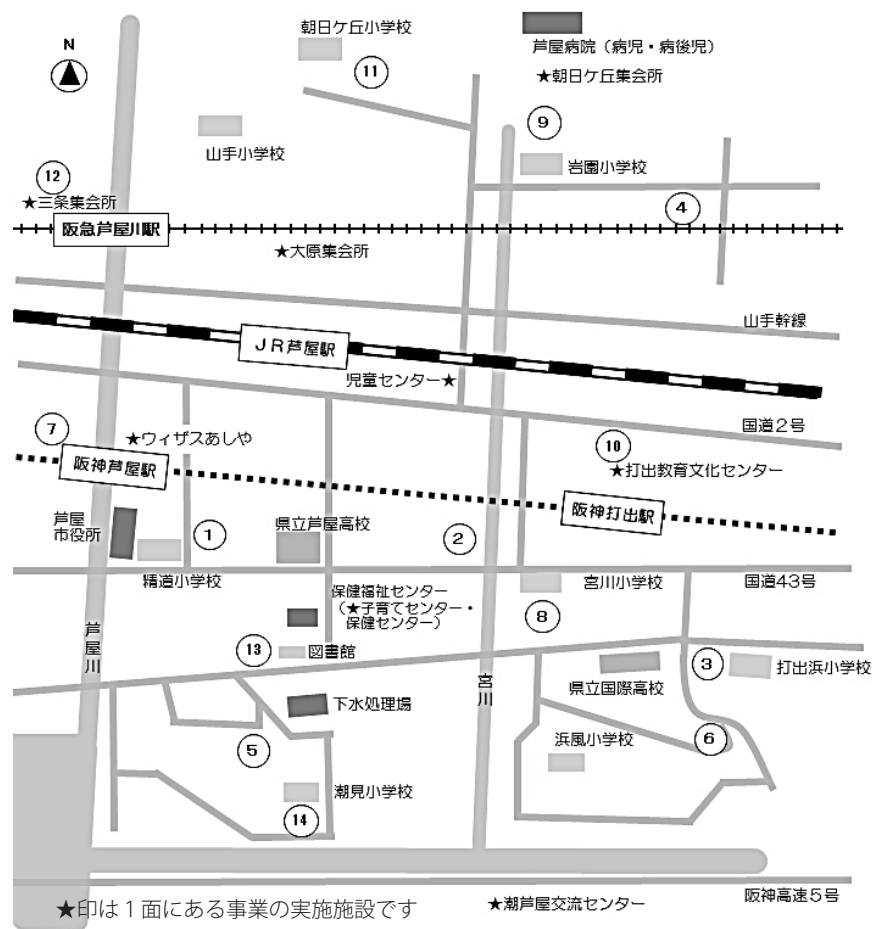 朝日ケ丘小学校
芦屋病院（病児・病後児）
N
⑪
★朝日ケ丘集会所
⑨
山手小学校
岩園小学校
⑫
★三条集会所
④
阪急芦屋川駅
★大原集会所
山手幹線
ＪＲ芦屋駅
児童センター★
国道2号
⑦
★ウィザスあしや
⑩
★打出教育文化センター
阪神芦屋駅
阪神打出駅
芦屋
市役所
①
県立芦屋高校
②
精道小学校
宮川小学校
国道43号
保健福祉センター
（★子育てセンター・
保健センター）
⑧
芦屋川
⑬
図書館
宮川
③
打出浜小学校
県立国際高校
下水処理場
⑤
⑥
浜風小学校
潮見小学校
⑭
阪神高速5号
★印は１面にある事業の実施施設です
★潮芦屋交流センター